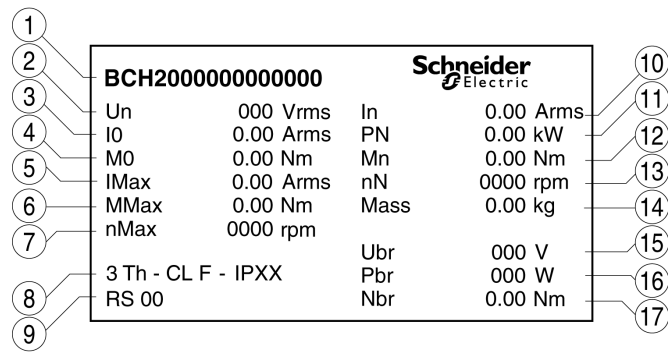 1
2
3
4
5
6
7
8
9
BCH2000000000000
Schneider
Electric
Un 000 Vrms
I0 0.00 Arms
M0 0.00 Nm
IMax 0.00 Arms
MMax 0.00 Nm
nMax 0000 rpm
3 Th - CL F - IPXX
RS 00
In 0.00 Arms
PN 0.00 kW
Mn 0.00 Nm
nN 0000 rpm
Mass 0.00 kg
Ubr 000 V
Pbr 000 W
Nbr 0.00 Nm
10
11
12
13
14
15
16
17